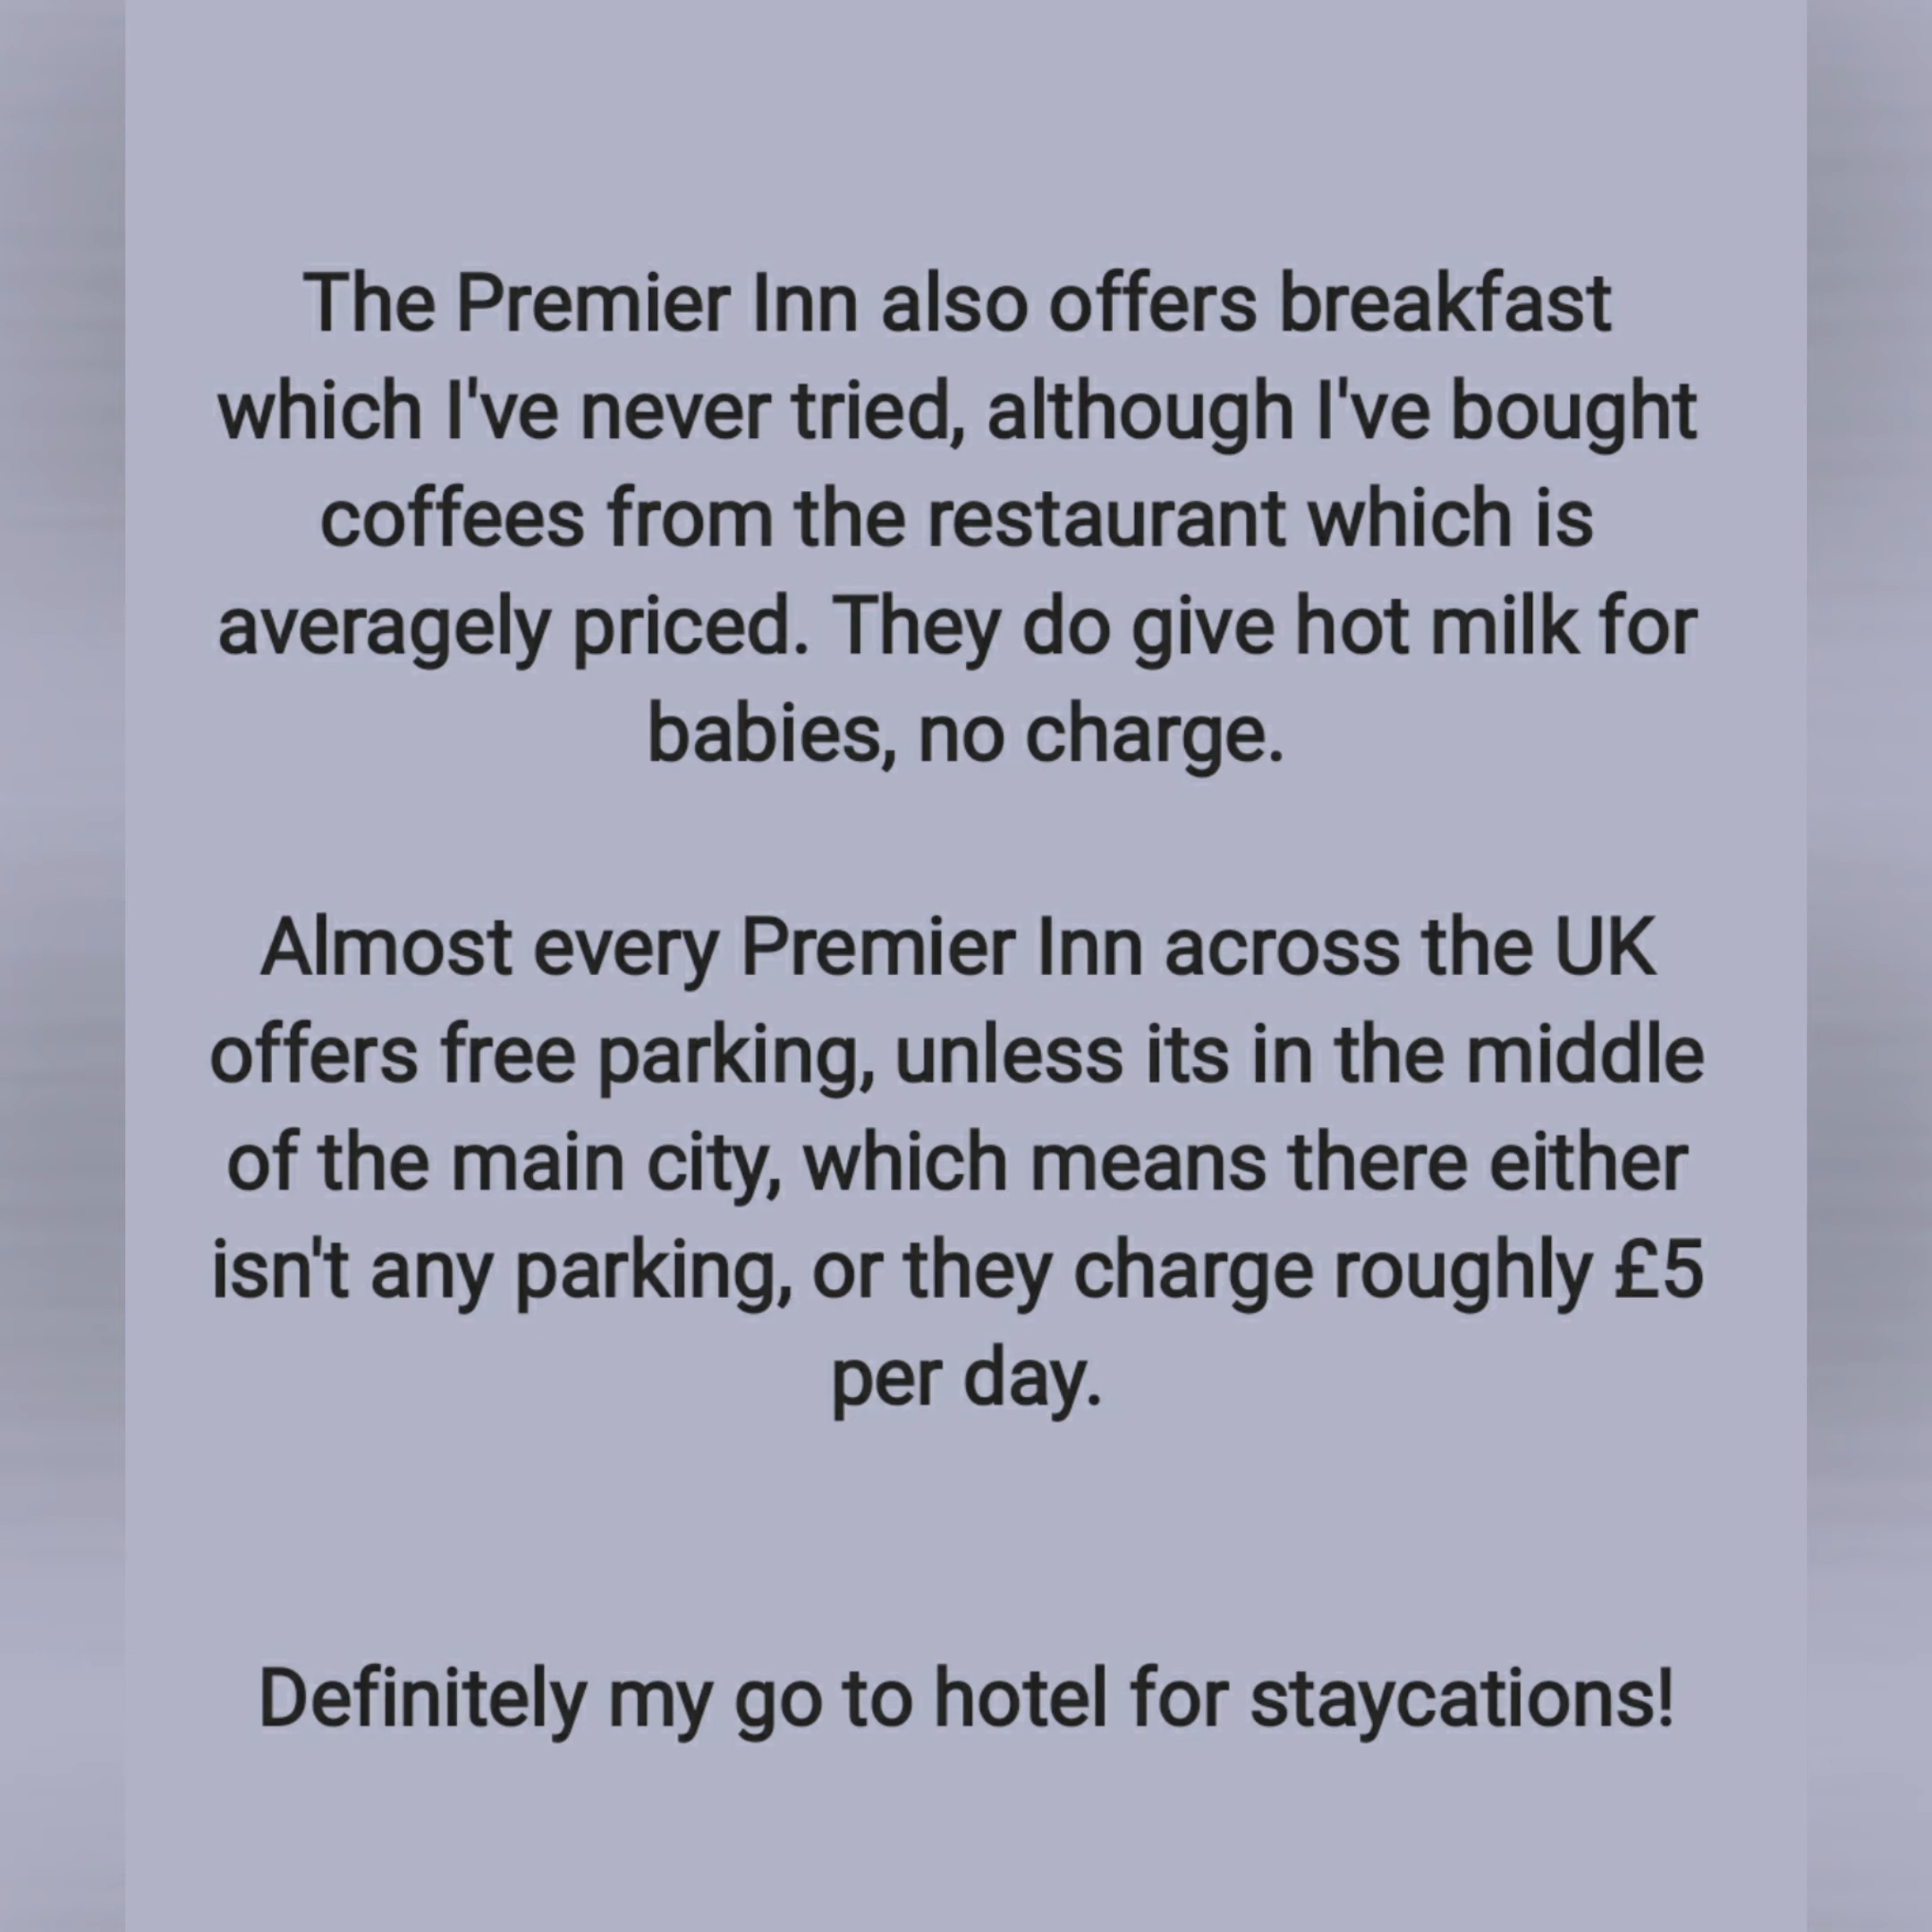 The Premier Inn also offers breakfast
which I've never tried, although I've bought
coffees from the restaurant which is
averagely priced. They do give hot milk for
babies, no charge.
Almost every Premier Inn across the UK
offers free parking, unless its in the middle
of the main city, which means there either
isn't any parking, or they charge roughly £5
per day.
Definitely my go to hotel for staycations!